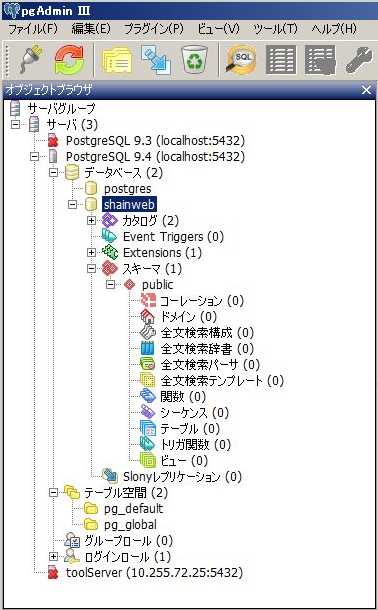 pgAdmin III
ファイル(F) 編集(E) プラグイン(P) ビュー(V) ツール(T) ヘルプ(H)
SQL
オブジェクトブラウザ
サーバグループ
サーバ (3)
PostgreSQL 9.3 (localhost:5432)
PostgreSQL 9.4 (localhost:5432)
データベース (2)
postgres
shainweb
カタログ (2)
Event Triggers (0)
Extensions (1)
スキーマ (1)
public
コーレーション (0)
ドメイン (0)
全文検索構成 (0)
全文検索辞書 (0)
全文検索パーサ (0)
全文検索テンプレート (0)
関数 (0)
シーケンス (0)
テーブル (0)
トリガ関数 (0)
ビュー (0)
Slonyレプリケーション (0)
テーブル空間 (2)
pg_default
pg_global
グループロール (0)
ログインロール (1)
toolServer (10.255.72.25:5432)